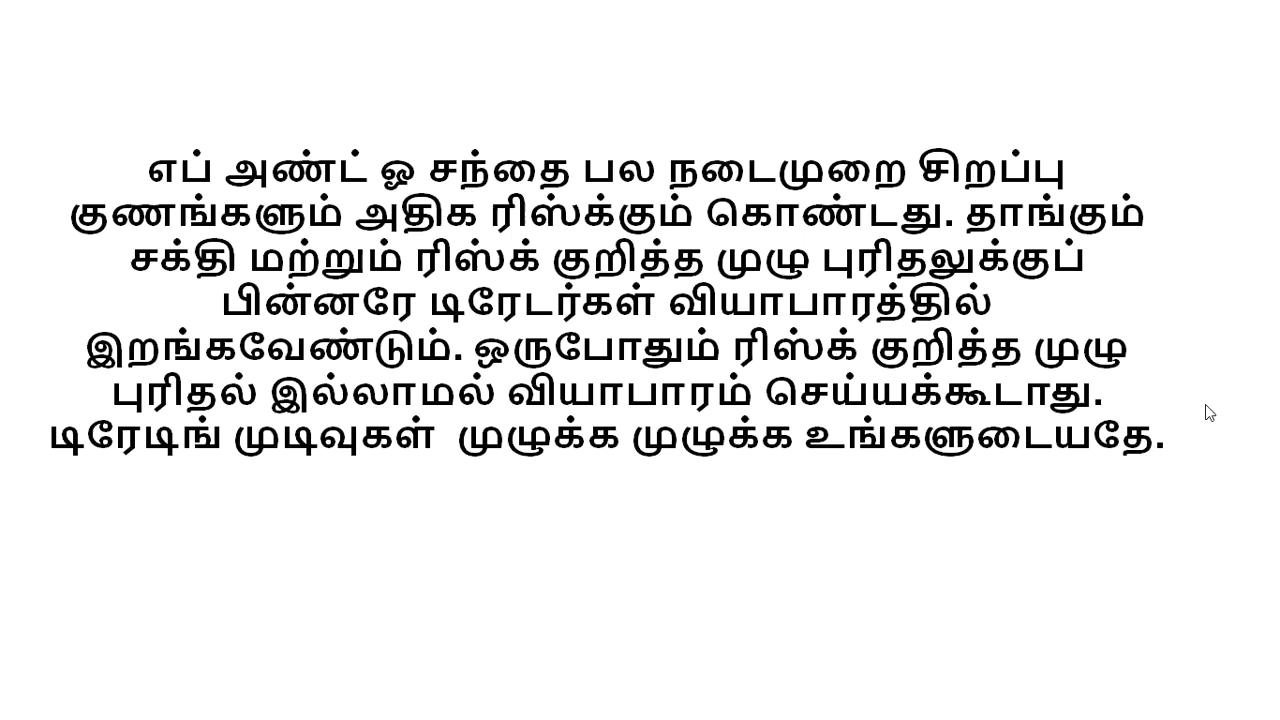 எப் அண்ட் ஓ சந்தை பல நடைமுறை சிறப்பு
குணங்களும் அதிக ரிஸ்க்கும் கொண்டது. தாங்கும்
சக்தி மற்றும் ரிஸ்க் குறித்த முழு புரிதலுக்குப்
பின்னரே டிரேடர்கள் வியாபாரத்தில்
இறங்கவேண்டும். ஒருபோதும் ரிஸ்க் குறித்த முழு
புரிதல் இல்லாமல் வியாபாரம் செய்யக்கூடாது.
டிரேடிங் முடிவுகள்  முழுக்க முழுக்க உங்களுடையதே.